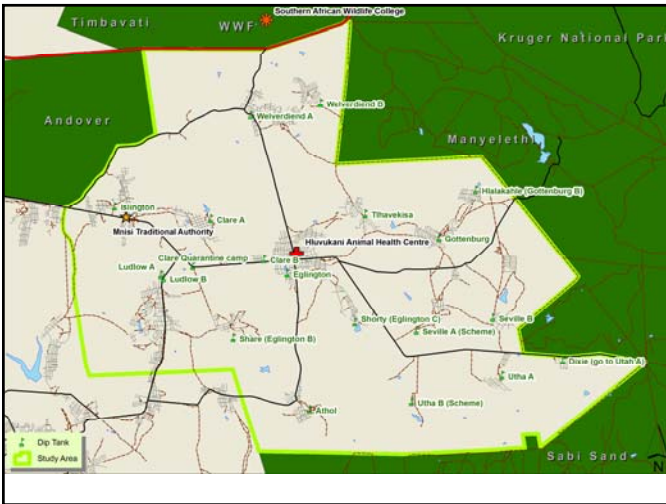 Southern African Wildlife College
Timbavati
WWF
Kruger National Park
Welverdiend B
Welverdiend A
Andover
Manyelethi
Hlalakahle (Gottenburg B)
islington
Clare A
Tlhavekisa
Mnisi Traditional Authority
Hluvukani Animal Health Centre
Gottenburg
Clare Quarantine camp
Clare B
Ludlow A
Eglington
Ludlow B
Shorty (Eglington C)
Seville B
Seville A (Scheme)
Share (Eglington B)
Dixie (go to Utah A)
Utha A
Utha B (Scheme)
Athol
Dip Tank
Study Area
Sabi Sand
N